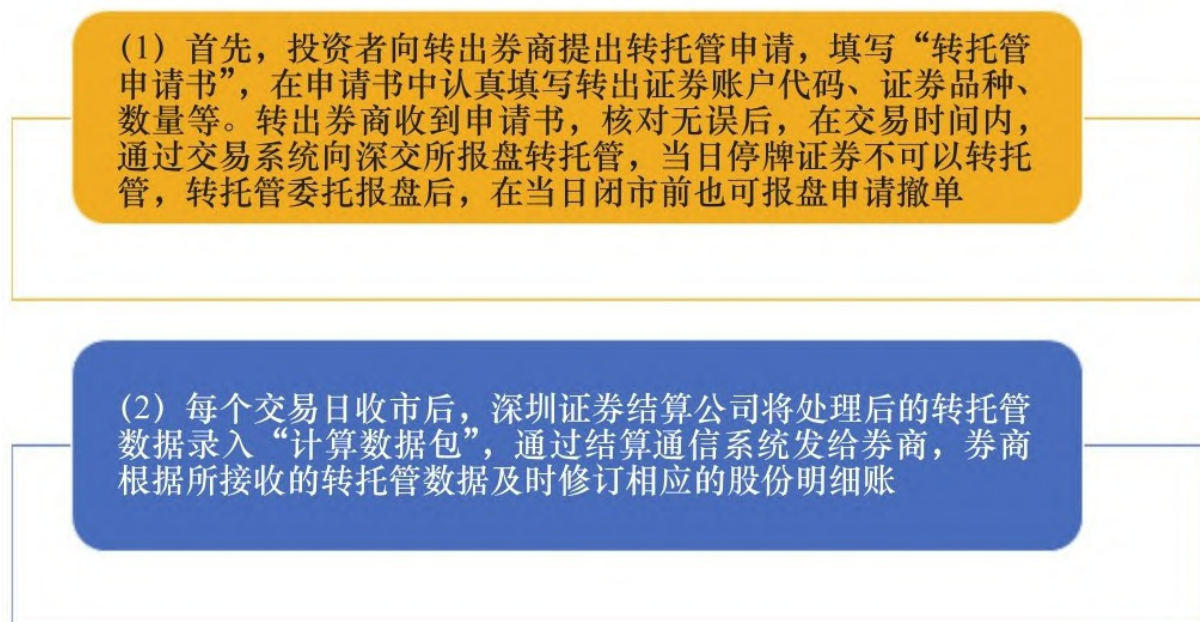 (1) 首先，投资者向转出券商提出转托管申请，填写“转托管
申请书”，在申请书中认真填写转出证券账户代码、证券品种、
数量等。转出券商收到申请书，核对无误后，在交易时间内，
通过交易系统向深交所报盘转托管，当日停牌证券不可以转托
管，转托管委托报盘后，在当日闭市前也可报盘申请撤单
(2) 每个交易日收市后，深圳证券结算公司将处理后的转托管
数据录入“计算数据包”，通过结算通信系统发给券商，券商
根据所接收的转托管数据及时修订相应的股份明细账